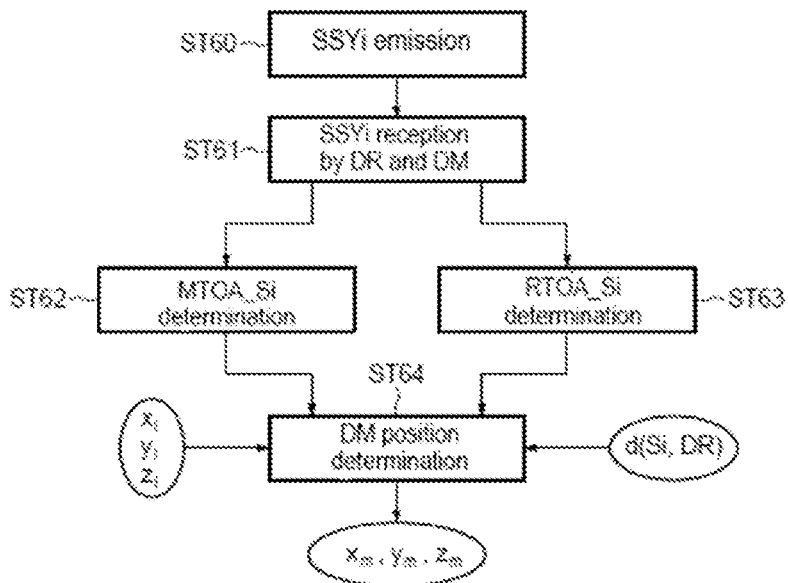 ST60
SSYi emission
ST61
SSYi reception
by DR and DM
ST62
MTOA_Si
determination
RTOA_Si
determination
ST63
ST64
xᵢ
yᵢ
zᵢ
DM position
determination
d(Si, DR)
xₘ , yₘ , zₘ